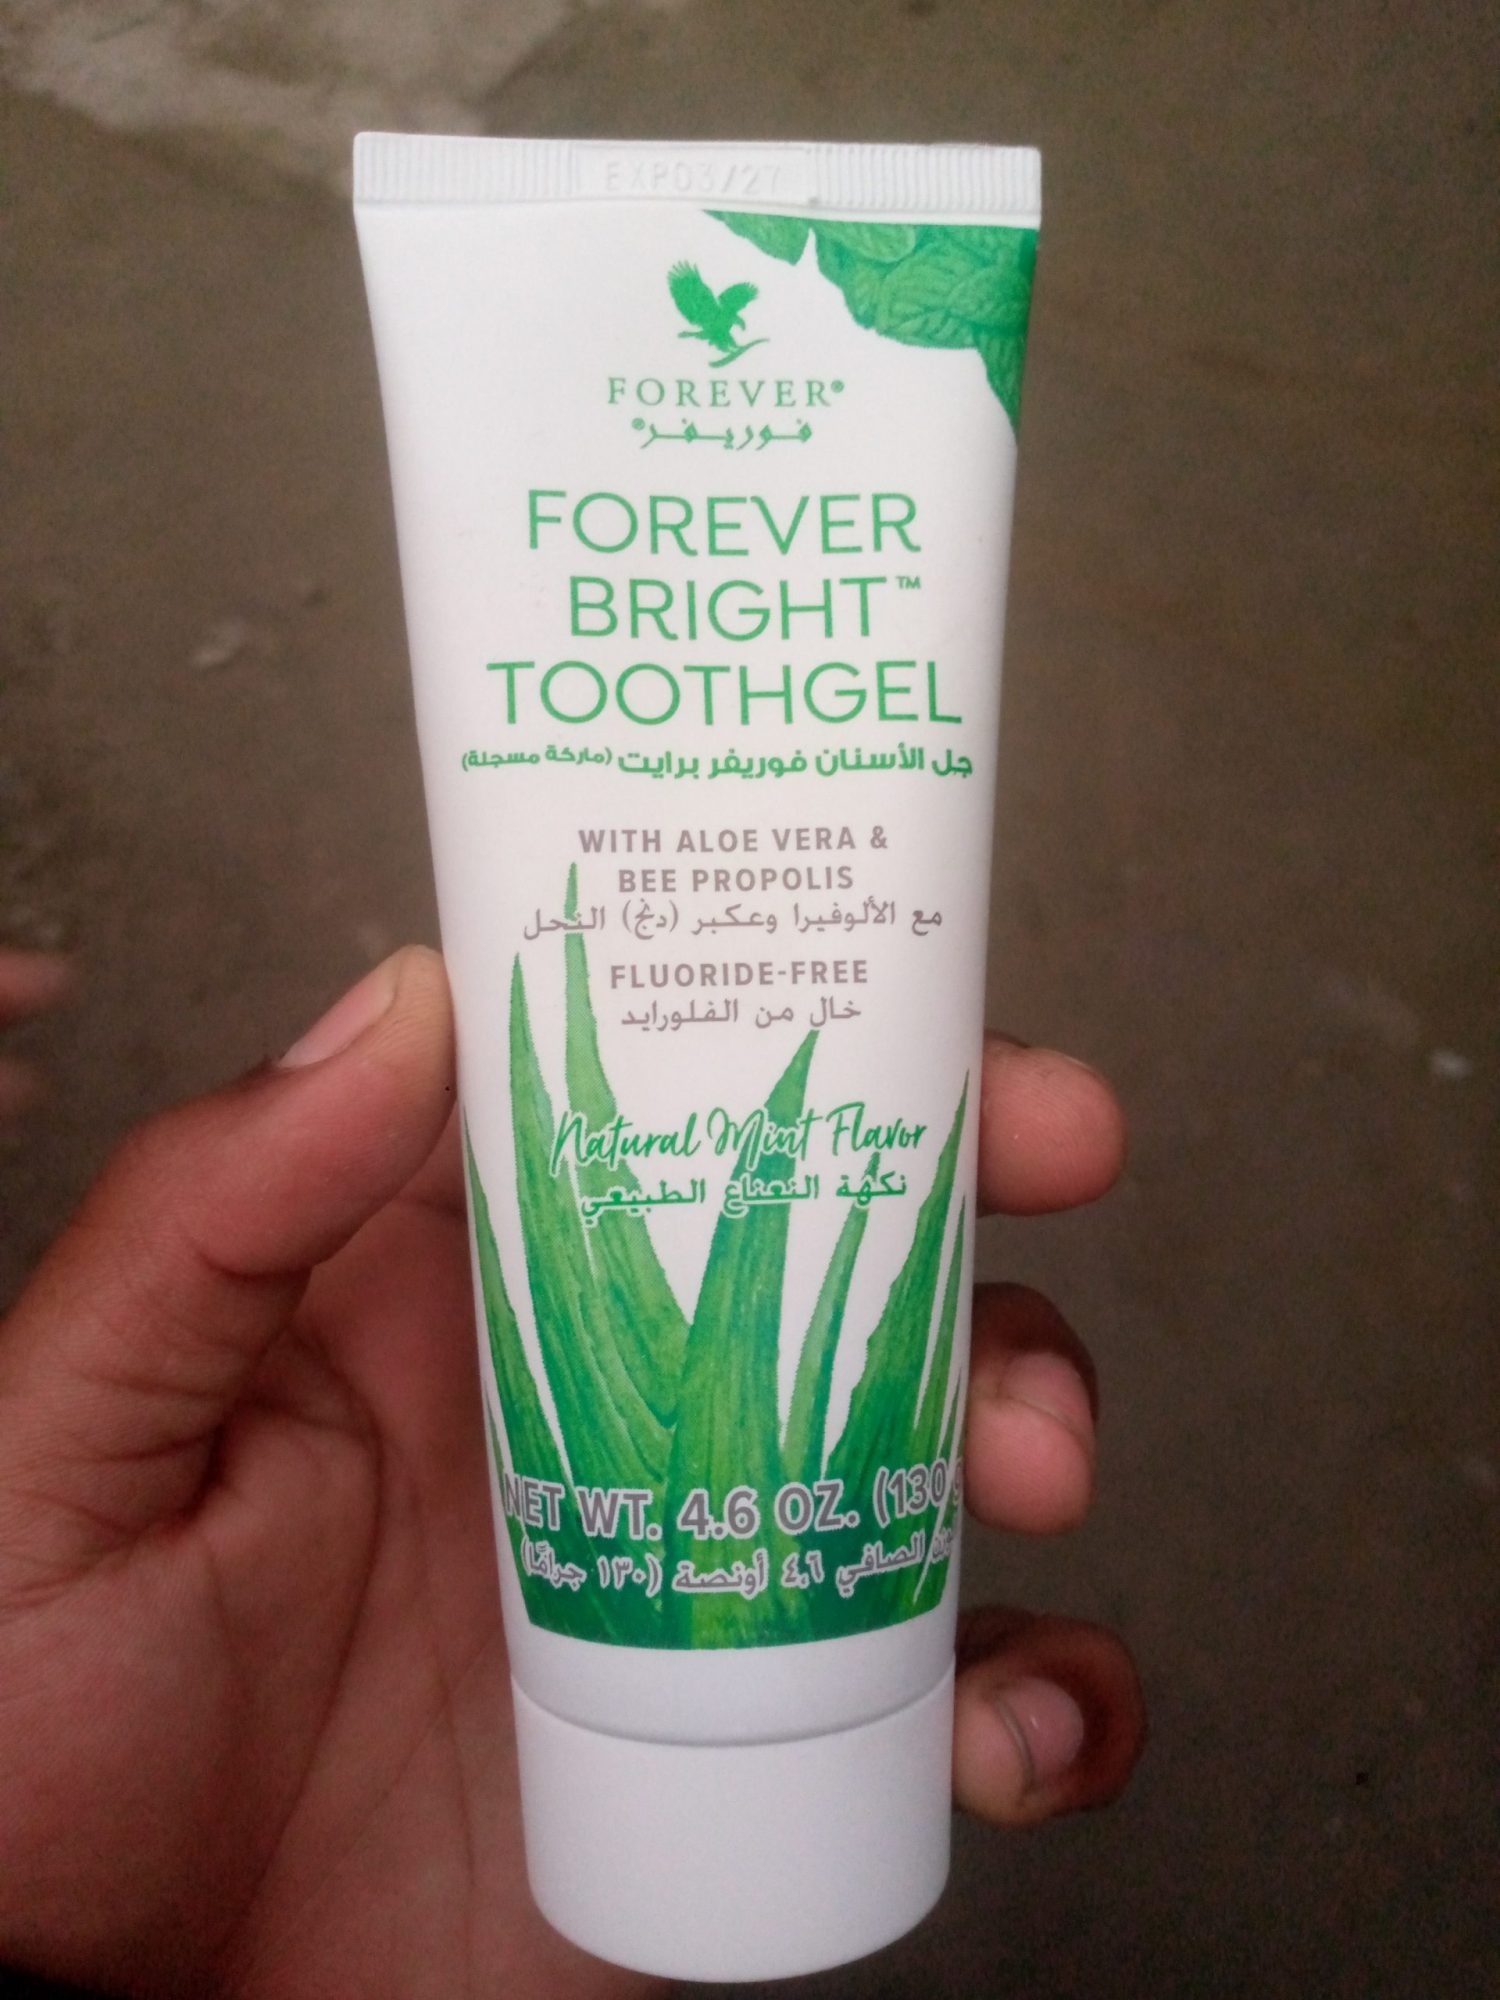 EXP03/27
FOREVER®
فوريفر®
FOREVER
BRIGHT™
TOOTHGEL
جل الأسنان فوريفر برايت (ماركة مسجلة)
WITH ALOE VERA &
BEE PROPOLIS
مع الألوفيرا وعكبر (دنج) النحل
FLUORIDE-FREE
خال من الفلورايد
Natural Mint Flavor
نكهة النعناع الطبيعي
NET WT. 4.6 OZ. (130 g
الوزن الصافي ٤.٦ أونصة (١٣٠ جرامًا)